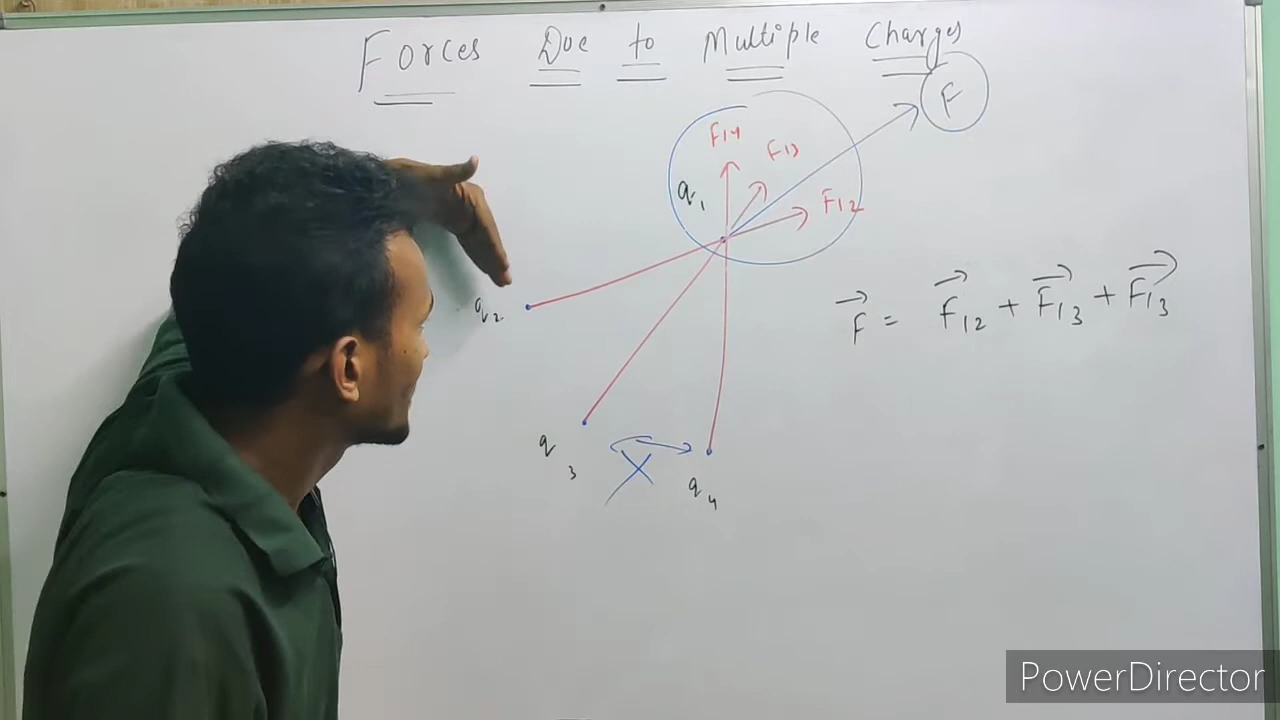 Forces Due to Multiple Charges
F
F14
F13
q1
F12
q2
F = F12 + F13 + F13
q3
q4
PowerDirector